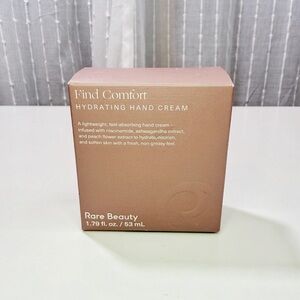 Find Comfort
HYDRATING HAND CREAM
A lightweight, fast-absorbing hand cream
infused with niacinamide, ashwagandha extract,
and peach flower extract to hydrate, nourish,
and soften skin with a fresh, non-greasy feel.
Rare Beauty
1.79 fl. oz. / 53 mL